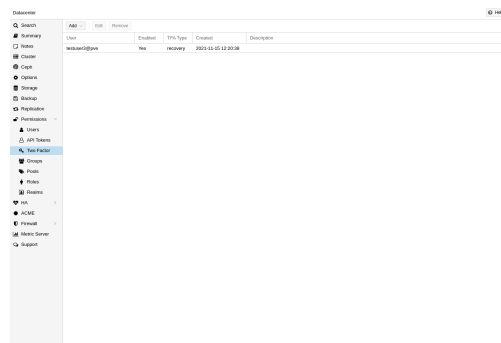 Datacenter
Search
Summary
Notes
Cluster
Ceph
Options
Storage
Backup
Replication
Permissions
Users
API Tokens
Two Factor
Groups
Pools
Roles
Realms
HA
ACME
Firewall
Metric Server
Support
Add Edit Remove
User Enabled TFA Type Created Description
testuser3@pve Yes recovery 2021-11-15 12:20:38